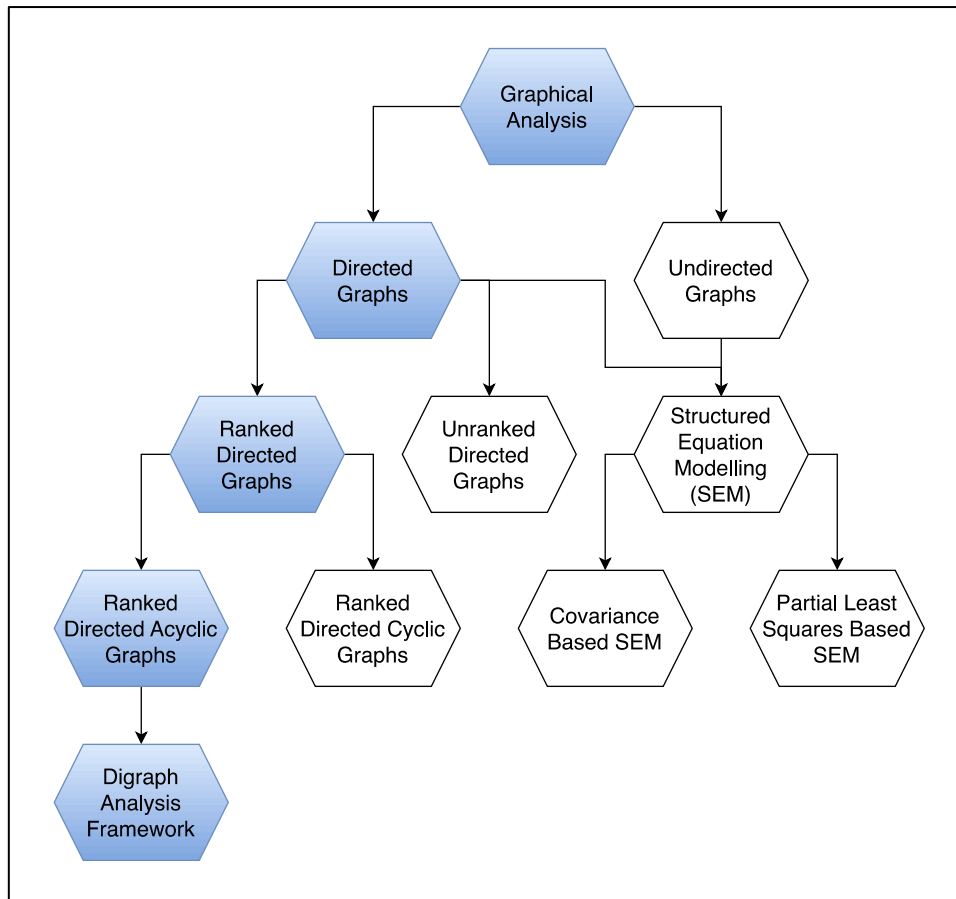 Graphical
Analysis
Directed
Graphs
Undirected
Graphs
Ranked
Directed
Graphs
Unranked
Directed
Graphs
Structured
Equation
Modelling
(SEM)
Ranked
Directed Acyclic
Graphs
Ranked
Directed Cyclic
Graphs
Covariance
Based SEM
Partial Least
Squares Based
SEM
Digraph
Analysis
Framework